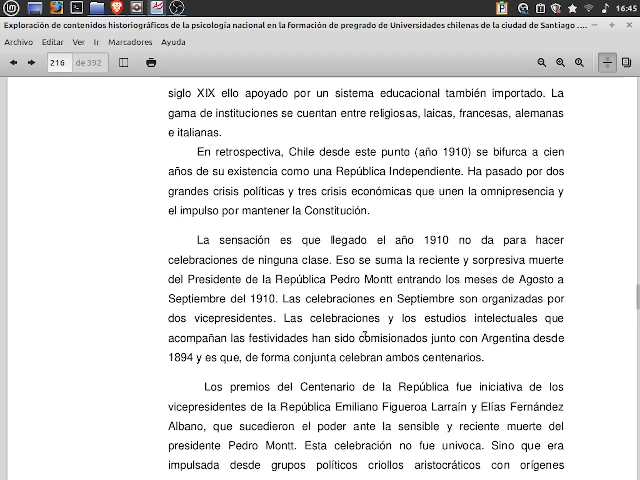 16:45
Exploración de contenidos historiográficos de la psicología nacional en la formación de pregrado de Universidades chilenas de la ciudad de Santiago ....
Archivo Editar Ver Ir Marcadores Ayuda
216 de 392
siglo XIX ello apoyado por un sistema educacional también importado. La
gama de instituciones se cuentan entre religiosas, laicas, francesas, alemanas
e italianas.
En retrospectiva, Chile desde este punto (año 1910) se bifurca a cien
años de su existencia como una República Independiente. Ha pasado por dos
grandes crisis políticas y tres crisis económicas que unen la omnipresencia y
el impulso por mantener la Constitución.
La sensación es que llegado el año 1910 no da para hacer
celebraciones de ninguna clase. Eso se suma la reciente y sorpresiva muerte
del Presidente de la República Pedro Montt entrando los meses de Agosto a
Septiembre del 1910. Las celebraciones en Septiembre son organizadas por
dos vicepresidentes. Las celebraciones y los estudios intelectuales que
acompañan las festividades han sido comisionados junto con Argentina desde
1894 y es que, de forma conjunta celebran ambos centenarios.
Los premios del Centenario de la República fue iniciativa de los
vicepresidentes de la República Emiliano Figueroa Larraín y Elías Fernández
Albano, que sucedieron el poder ante la sensible y reciente muerte del
presidente Pedro Montt. Esta celebración no fue univoca. Sino que era
impulsada desde grupos políticos criollos aristocráticos con orígenes